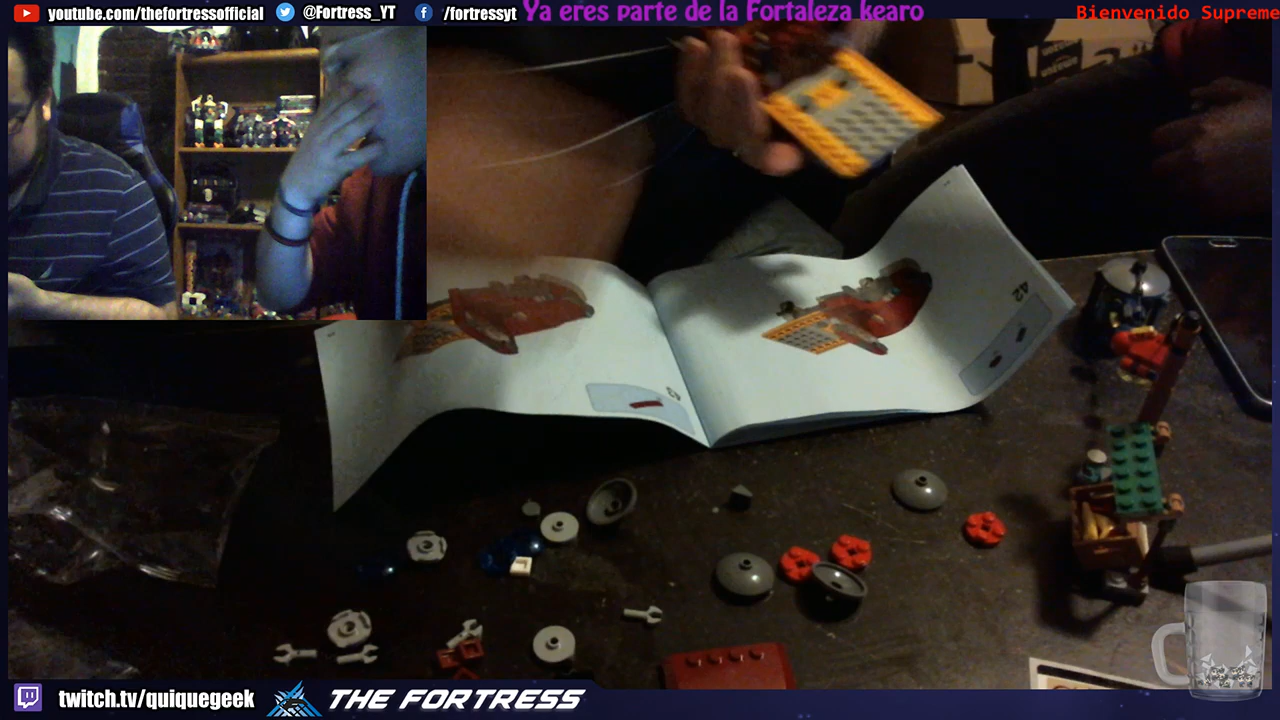 youtube.com/thefortressofficial @Fortress_YT /fortressyt Ya eres parte de la Fortaleza kearo Bienvenido Supreme
42
twitch.tv/quiquegeek THE FORTRESS